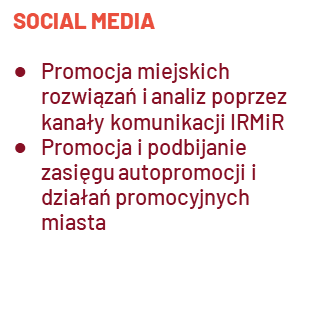 SOCIAL MEDIA
● Promocja miejskich
rozwiązań i analiz poprzez
kanały komunikacji IRMiR
● Promocja i podbijanie
zasięgu autopromocji i
działań promocyjnych
miasta